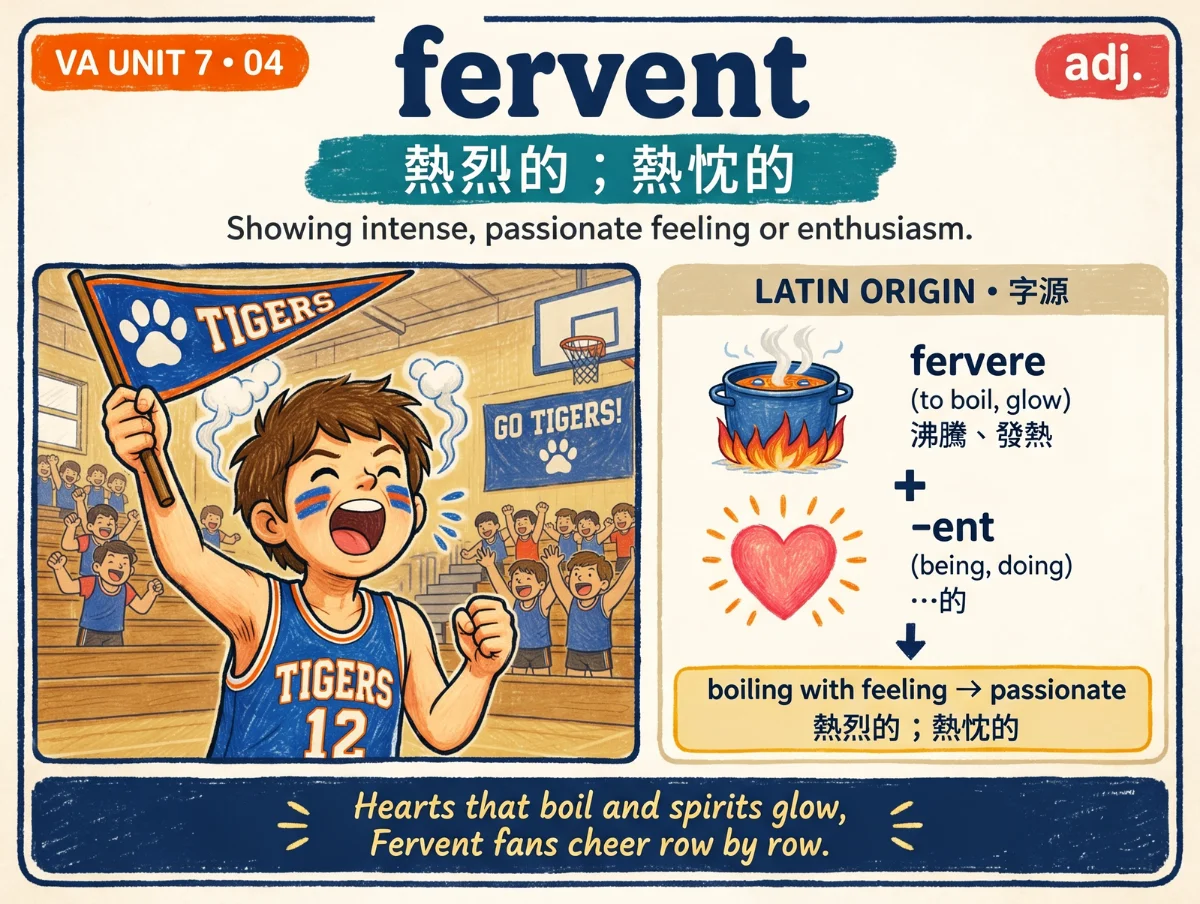 VA UNIT 7 • 04
fervent
adj.
熱烈的；熱忱的
Showing intense, passionate feeling or enthusiasm.
TIGERS
GO TIGERS!
TIGERS
12
LATIN ORIGIN • 字源
fervere
(to boil, glow)
沸騰、發熱
+
-ent
(being, doing)
…的
boiling with feeling → passionate
熱烈的；熱忱的
Hearts that boil and spirits glow,
Fervent fans cheer row by row.